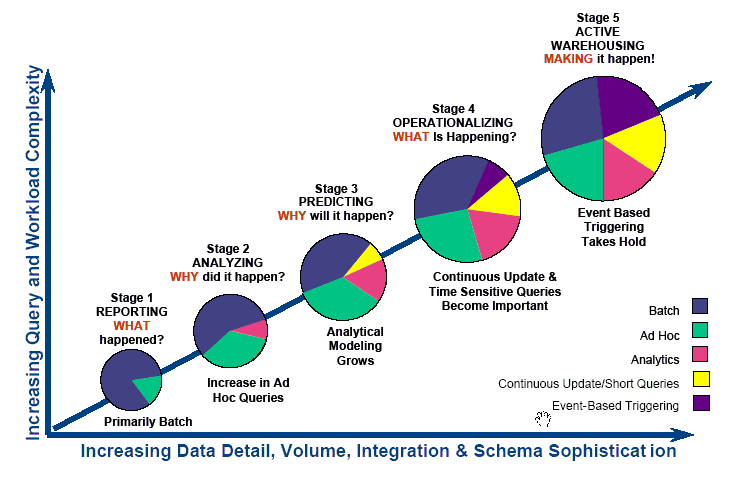 Stage 5
ACTIVE
WAREHOUSING
MAKING it happen!
Stage 4
OPERATIONALIZING
WHAT Is Happening?
Stage 3
PREDICTING
WHY will it happen?
Stage 2
ANALYZING
WHY did it happen?
Stage 1
REPORTING
WHAT
happened?
Primarily Batch
Increase in Ad
Hoc Queries
Analytical
Modeling
Grows
Continuous Update &
Time Sensitive Queries
Become Important
Event Based
Triggering
Takes Hold
Batch
Ad Hoc
Analytics
Continuous Update/Short Queries
Event-Based Triggering
Increasing Query and Workload Complexity
Increasing Data Detail, Volume, Integration & Schema Sophistication